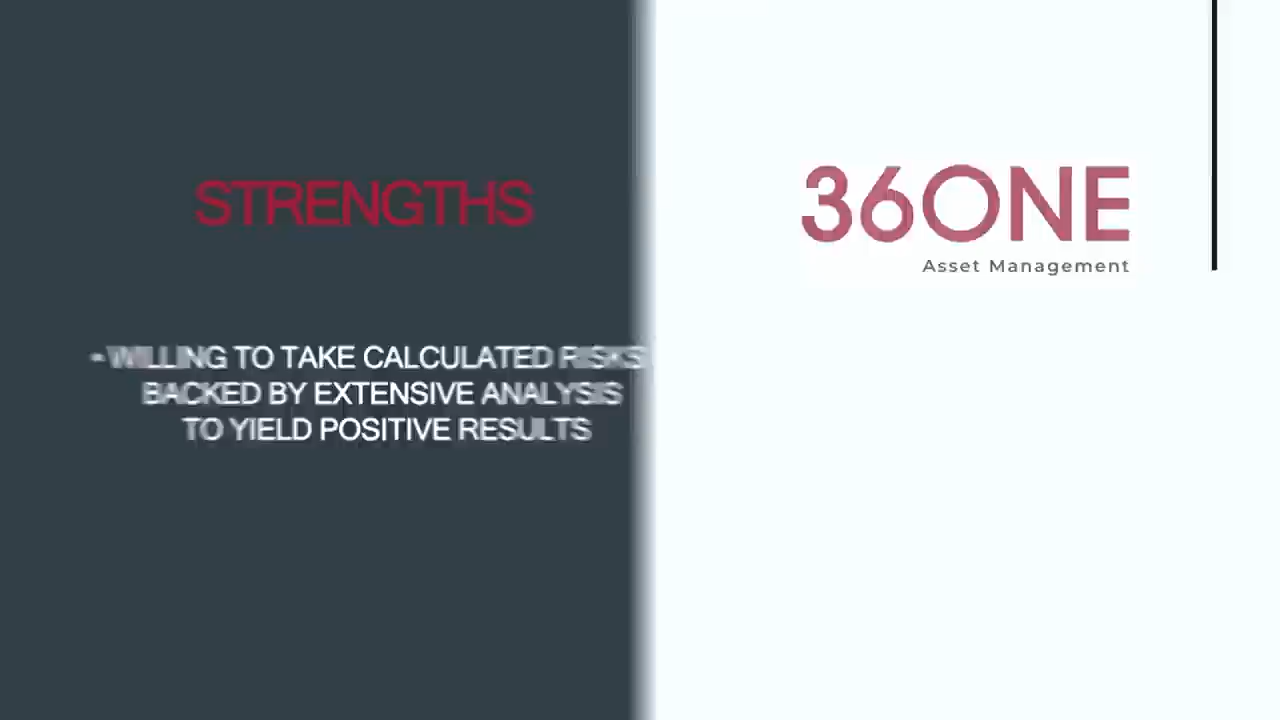 STRENGTHS
- WILLING TO TAKE CALCULATED RISKS
BACKED BY EXTENSIVE ANALYSIS
TO YIELD POSITIVE RESULTS
36ONE
Asset Management